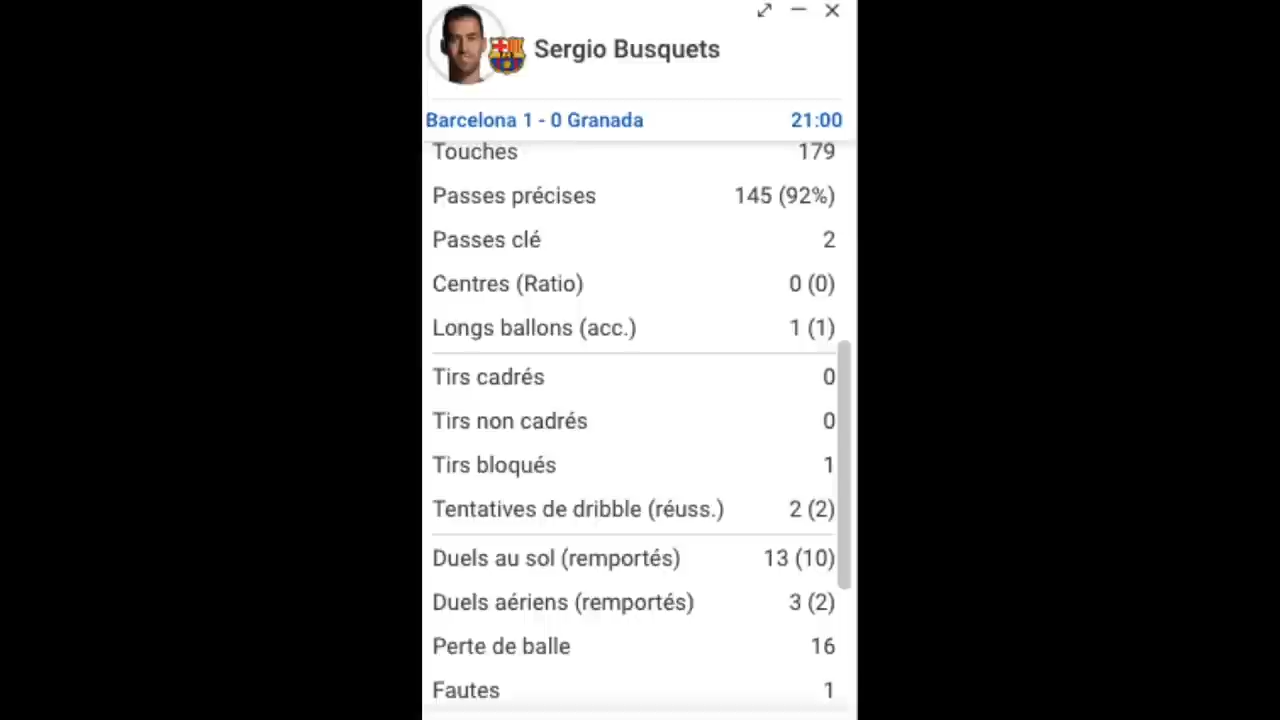 Sergio Busquets
Barcelona 1 - 0 Granada 21:00
Touches 179
Passes précises 145 (92%)
Passes clé 2
Centres (Ratio) 0 (0)
Longs ballons (acc.) 1 (1)
Tirs cadrés 0
Tirs non cadrés 0
Tirs bloqués 1
Tentatives de dribble (réuss.) 2 (2)
Duels au sol (remportés) 13 (10)
Duels aériens (remportés) 3 (2)
Perte de balle 16
Fautes 1